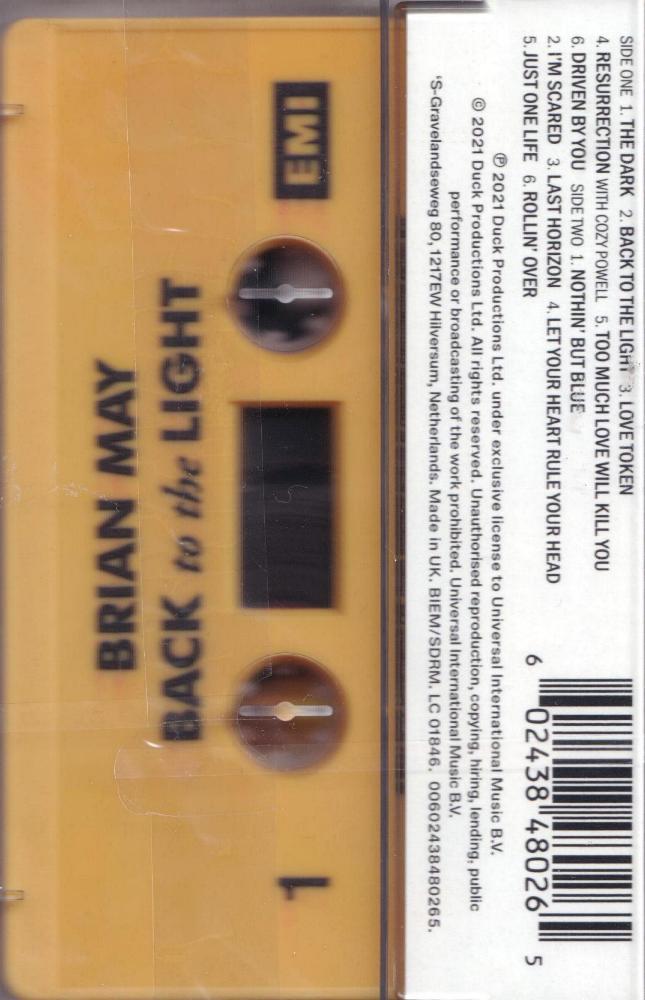 SIDE ONE 1. THE DARK 2. BACK TO THE LIGHT 3. LOVE TOKEN
4. RESURRECTION WITH COZY POWELL 5. TOO MUCH LOVE WILL KILL YOU
6. DRIVEN BY YOU SIDE TWO 1. NOTHIN' BUT BLUE
2. I'M SCARED 3. LAST HORIZON 4. LET YOUR HEART RULE YOUR HEAD
5. JUST ONE LIFE 6. ROLLIN' OVER
℗ 2021 Duck Productions Ltd. under exclusive license to Universal International Music B.V.
© 2021 Duck Productions Ltd. All rights reserved. Unauthorised reproduction, copying, hiring, lending, public
performance or broadcasting of the work prohibited. Universal International Music B.V.
'S-Gravelandseweg 80, 1217EW Hilversum, Netherlands. Made in UK. BIEM/SDRM. LC 01846. 00602438480265.
6 02438 48026 5
EMI
BACK to the LIGHT
BRIAN MAY
1